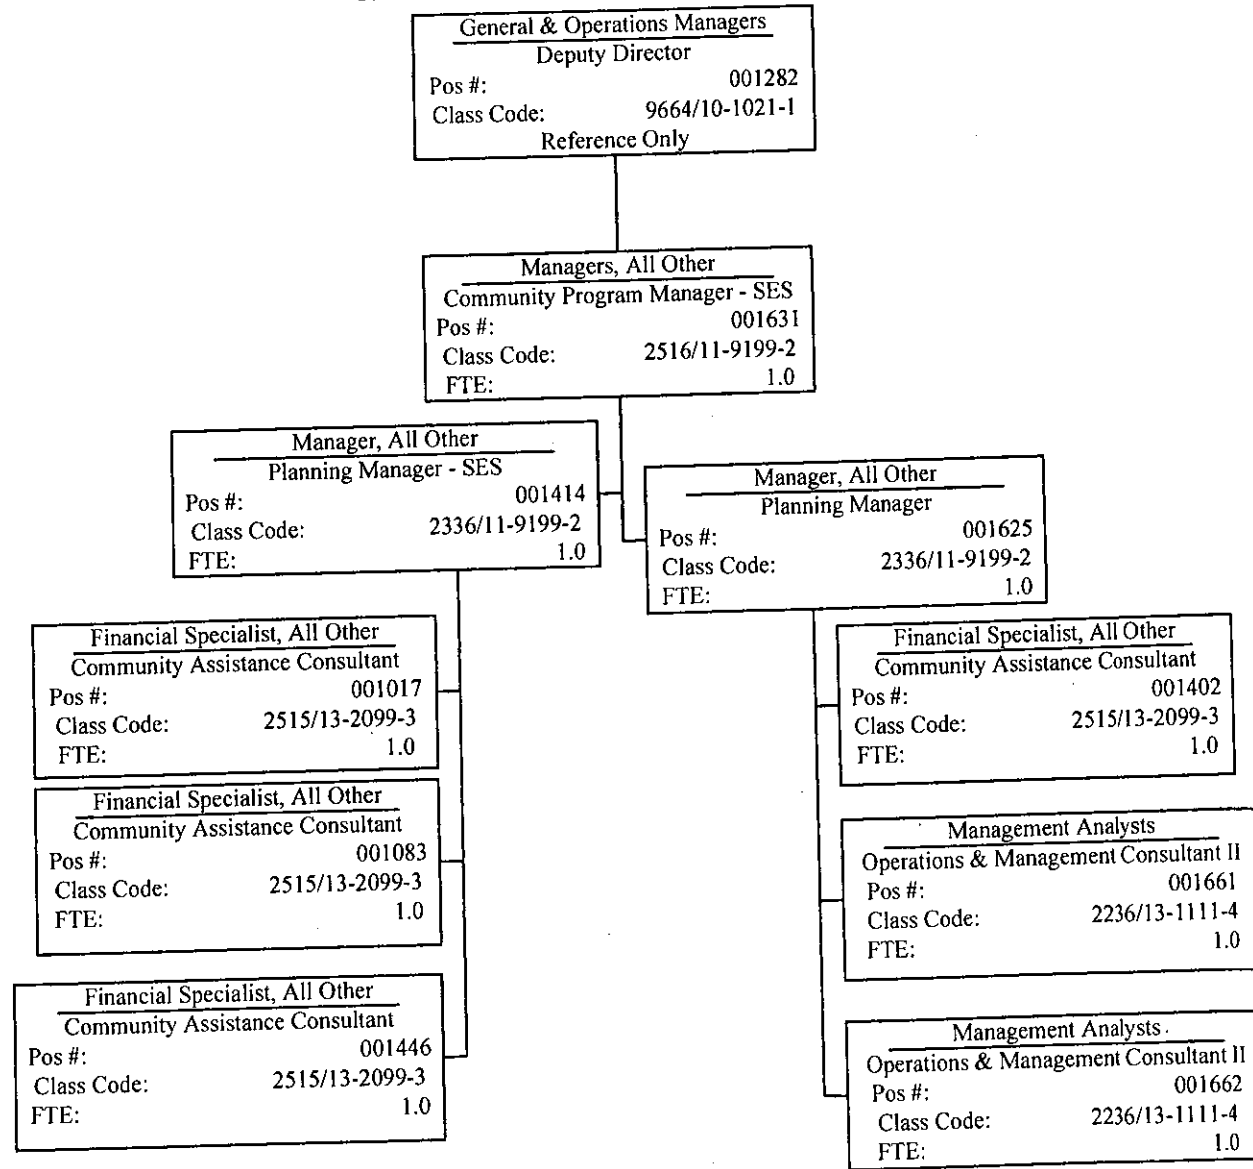 General & Operations Managers
Deputy Director
Pos #: 001282
Class Code: 9664/10-1021-1
Reference Only
Managers, All Other
Community Program Manager - SES
Pos #: 001631
Class Code: 2516/11-9199-2
FTE: 1.0
Manager, All Other
Planning Manager - SES
Pos #: 001414
Class Code: 2336/11-9199-2
FTE: 1.0
Manager, All Other
Planning Manager
Pos #: 001625
Class Code: 2336/11-9199-2
FTE: 1.0
Financial Specialist, All Other
Community Assistance Consultant
Pos #: 001017
Class Code: 2515/13-2099-3
FTE: 1.0
Financial Specialist, All Other
Community Assistance Consultant
Pos #: 001083
Class Code: 2515/13-2099-3
FTE: 1.0
Financial Specialist, All Other
Community Assistance Consultant
Pos #: 001446
Class Code: 2515/13-2099-3
FTE: 1.0
Financial Specialist, All Other
Community Assistance Consultant
Pos #: 001402
Class Code: 2515/13-2099-3
FTE: 1.0
Management Analysts
Operations & Management Consultant II
Pos #: 001661
Class Code: 2236/13-1111-4
FTE: 1.0
Management Analysts
Operations & Management Consultant II
Pos #: 001662
Class Code: 2236/13-1111-4
FTE: 1.0